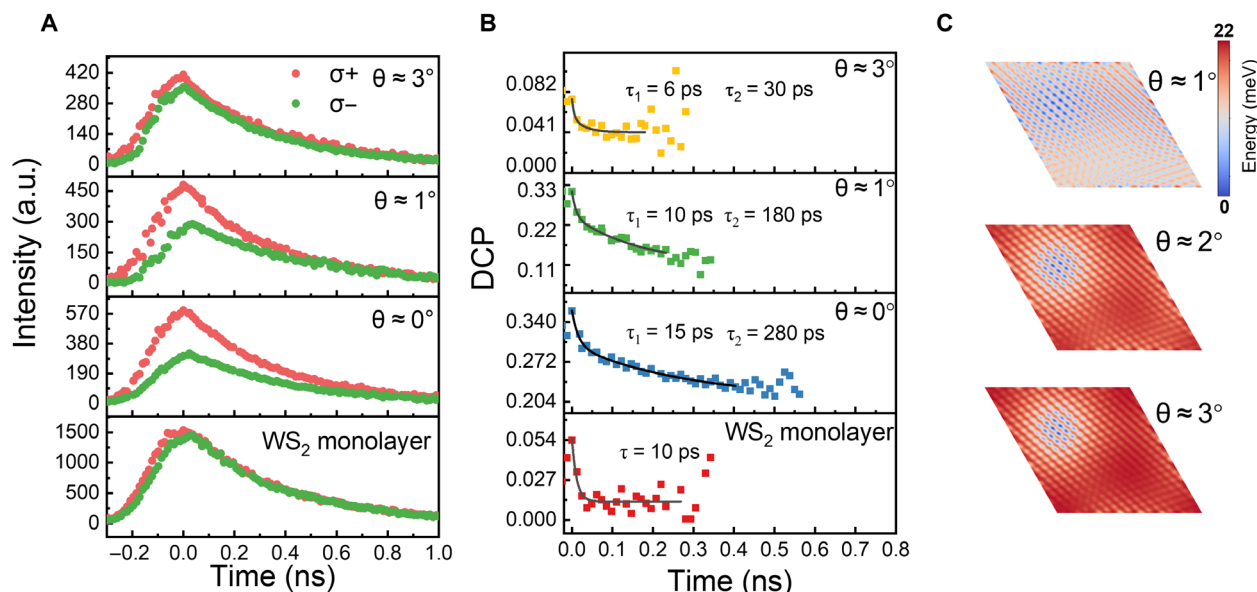 A
B
C
Intensity (a.u.)
420
280
140
0
σ+
σ−
θ ≈ 3°
450
300
150
0
θ ≈ 1°
570
380
190
0
θ ≈ 0°
1500
1000
500
0
WS₂ monolayer
−0.2 0.0 0.2 0.4 0.6 0.8 1.0
Time (ns)
DCP
0.082
0.041
0.000
θ ≈ 3°
τ₁ = 6 ps τ₂ = 30 ps
0.33
0.22
0.11
θ ≈ 1°
τ₁ = 10 ps τ₂ = 180 ps
0.340
0.272
0.204
θ ≈ 0°
τ₁ = 15 ps τ₂ = 280 ps
0.054
0.027
0.000
WS₂ monolayer
τ = 10 ps
0.0 0.1 0.2 0.3 0.4 0.5 0.6 0.7 0.8
Time (ns)
θ ≈ 1°
22
Energy (meV)
0
θ ≈ 2°
θ ≈ 3°